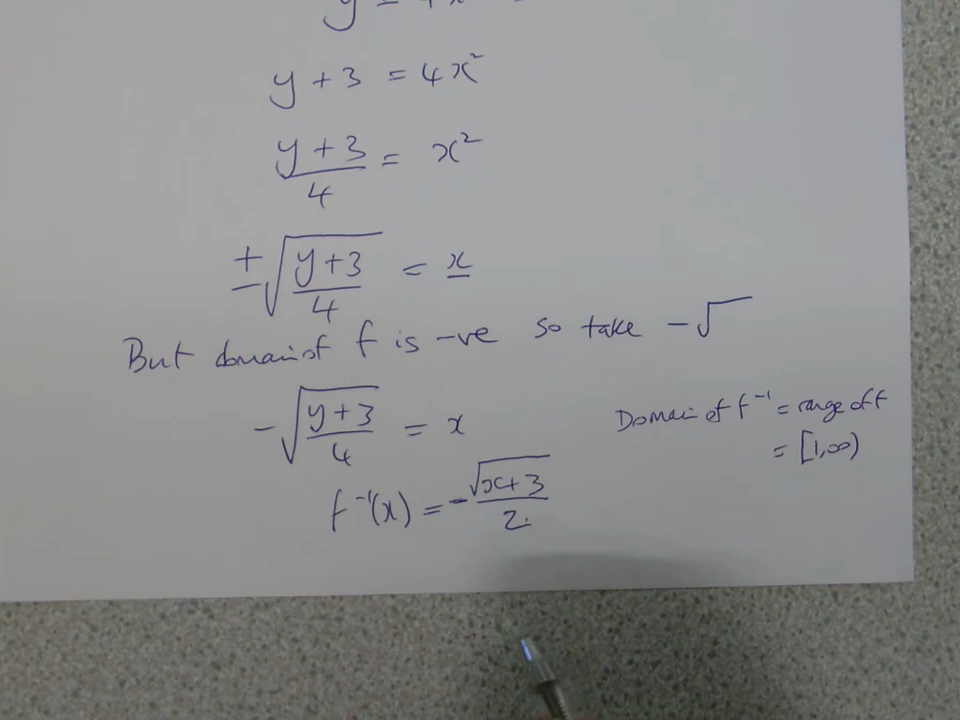 y = 4x
y + 3 = 4x²
(y + 3)/4 = x²
±√((y+3)/4) = x
But domain of f is -ve so take -√
-√((y+3)/4) = x
Domain of f⁻¹ = range of f
= [1,∞)
f⁻¹(x) = -√(x+3)/2